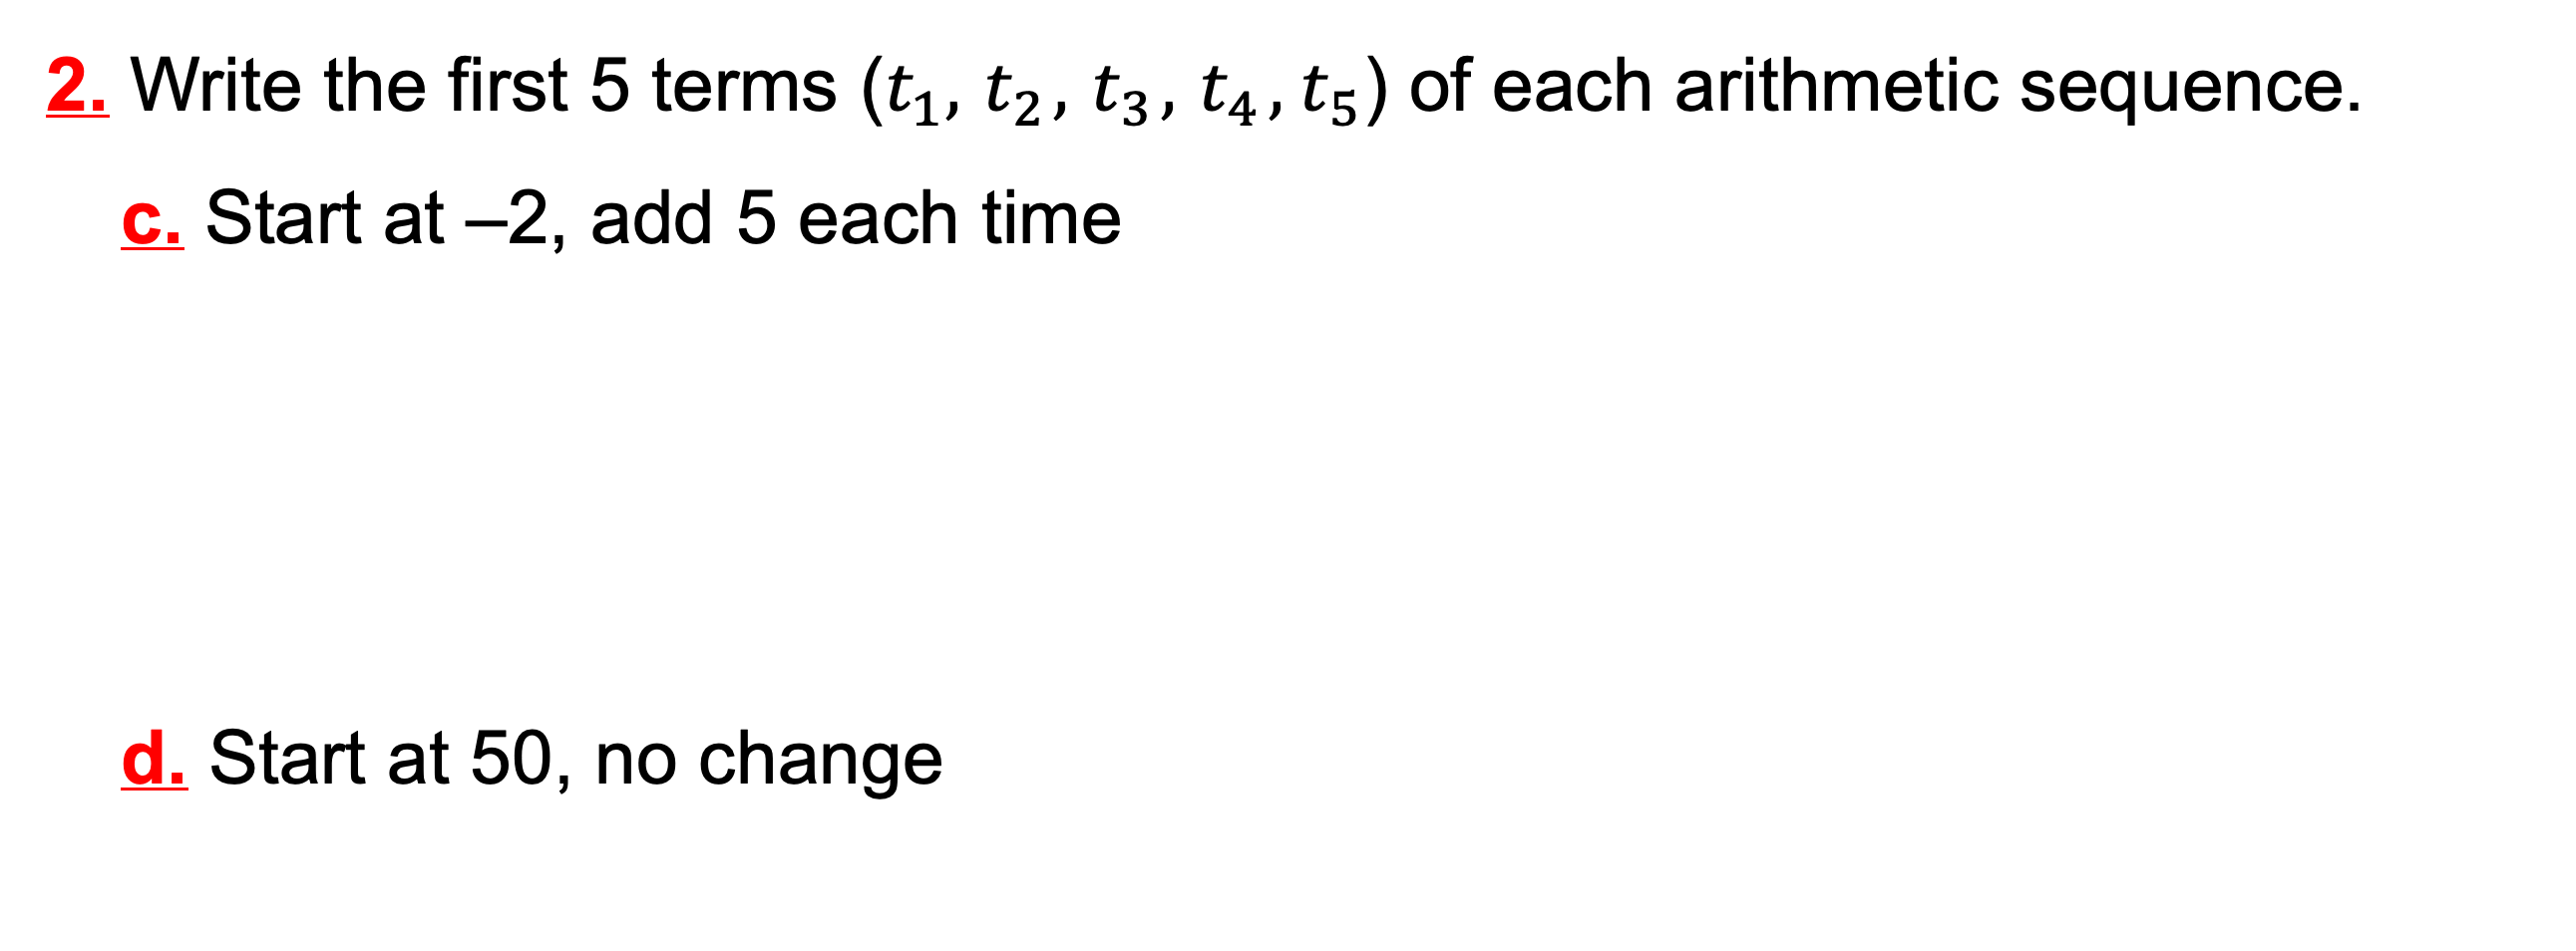 2. Write the first 5 terms (t₁, t₂, t₃, t₄, t₅) of each arithmetic sequence.
c. Start at –2, add 5 each time
d. Start at 50, no change